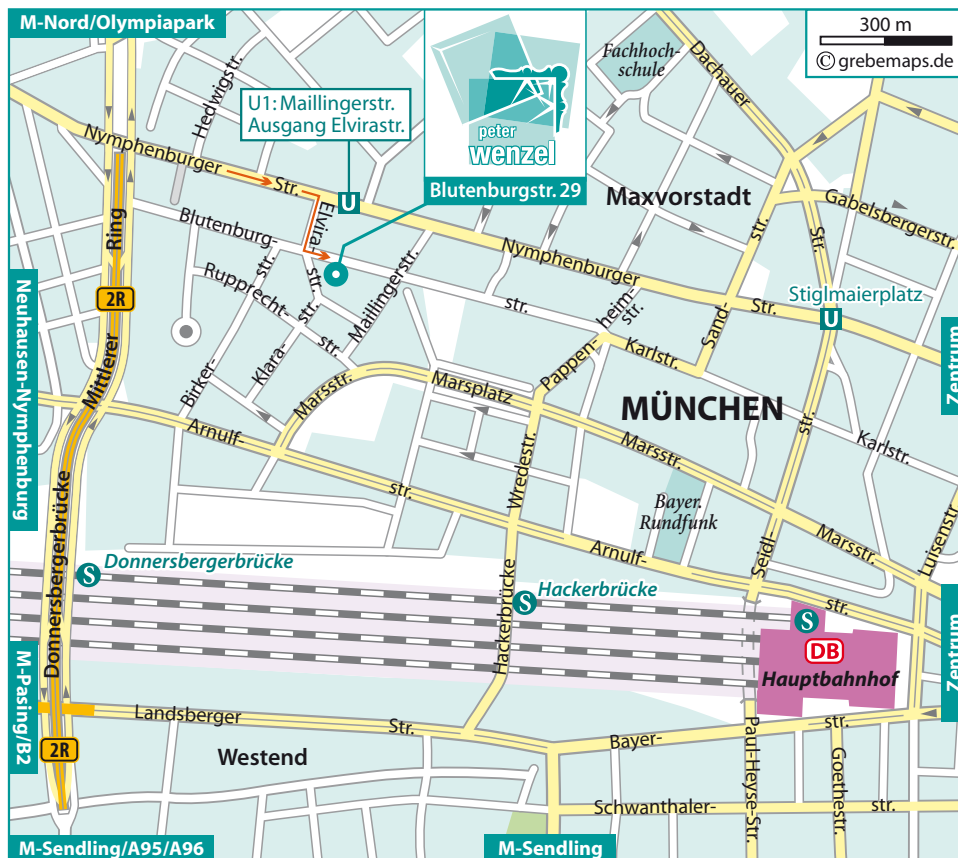 M-Nord/Olympiapark
300 m
© grebemaps.de
Fachhoch-
schule
Dachauer
Hedwigstr.
U1: Maillingerstr.
Ausgang Elvirastr.
peter
wenzel
Blutenburgstr. 29
Nymphenburger
Str.
U
Maxvorstadt
Gabelsbergerstr.
Str.
str.
Ring
Blutenburg-
Elvira-
str.
str.
Rupprecht-
str.
str.
Maillingerstr.
Nymphenburger
Str.
Stiglmaierplatz
U
str.
heim-
str.
Sand-
2R
Neuhausen-Nymphenburg
Mittlerer
Birker-
Klara-
Marsstr.
Marsplatz
Pappen-
Karlstr.
Zentrum
MÜNCHEN
Arnulf-
str.
str.
Karlstr.
Marsstr.
Wredestr.
Bayer.
Rundfunk
Donnersbergerbrücke
S
Donnersbergerbrücke
S
Hackerbrücke
Hackerbrücke
Arnulf-
Seidl-
Marsstr.
Luisenstr.
str.
S
DB
Hauptbahnhof
Zentrum
M-Pasing/B2
2R
Landsberger
Str.
Westend
Bayer-
str.
Paul-Heyse-Str.
Goethestr.
Schwanthaler-
str.
M-Sendling/A95/A96
M-Sendling